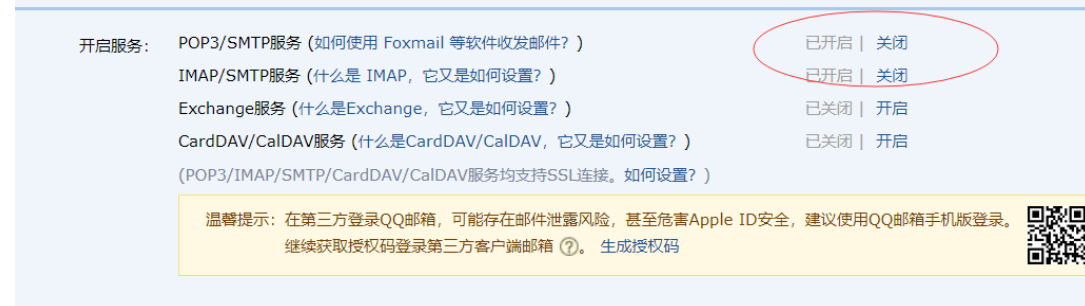 开启服务： POP3/SMTP服务 (如何使用 Foxmail 等软件收发邮件？) 已开启 | 关闭
IMAP/SMTP服务 (什么是 IMAP，它又是如何设置？) 已开启 | 关闭
Exchange服务 (什么是Exchange，它又是如何设置？) 已关闭 | 开启
CardDAV/CalDAV服务 (什么是CardDAV/CalDAV，它又是如何设置？) 已关闭 | 开启
(POP3/IMAP/SMTP/CardDAV/CalDAV服务均支持SSL连接。如何设置？)
温馨提示：在第三方登录QQ邮箱，可能存在邮件泄露风险，甚至危害Apple ID安全，建议使用QQ邮箱手机版登录。
继续获取授权码登录第三方客户端邮箱 ?。 生成授权码